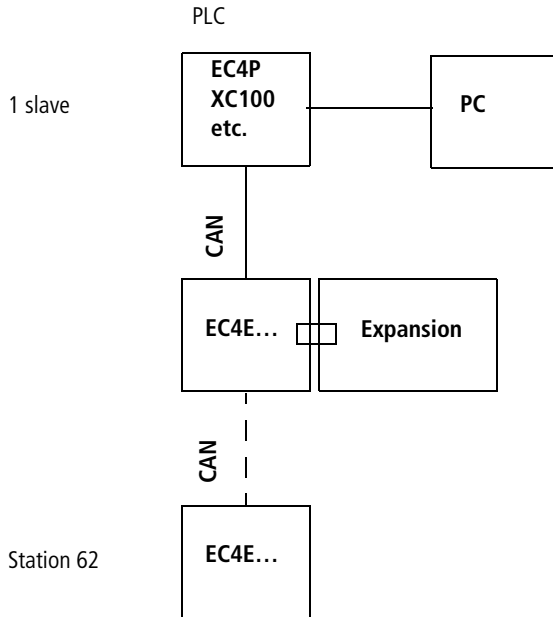 PLC
1 slave
EC4P
XC100
etc.
PC
CAN
EC4E...
Expansion
CAN
Station 62
EC4E...